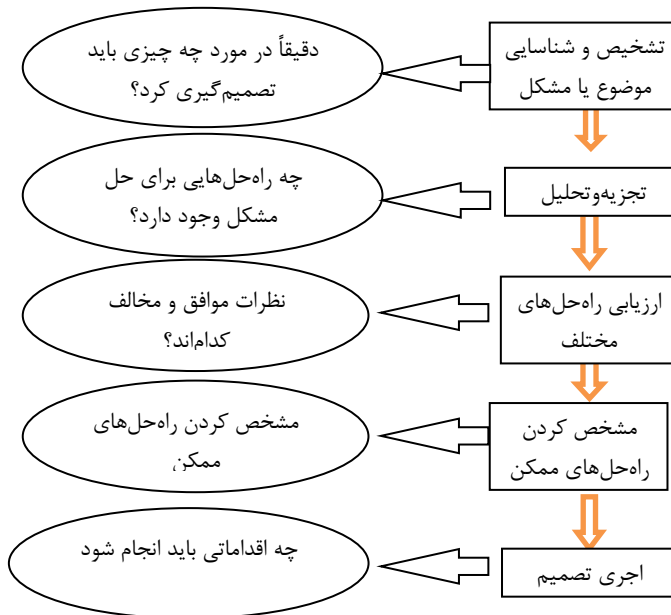 تشخیص و شناسایی
موضوع یا مشکل
دقیقاً در مورد چه چیزی باید
تصمیم‌گیری کرد؟
تجزیه‌وتحلیل
چه راه‌حل‌هایی برای حل
مشکل وجود دارد؟
ارزیابی راه‌حل‌های
مختلف
نظرات موافق و مخالف
کدام‌اند؟
مشخص کردن
راه‌حل‌های ممکن
مشخص کردن راه‌حل‌های
ممکن
اجری تصمیم
چه اقداماتی باید انجام شود